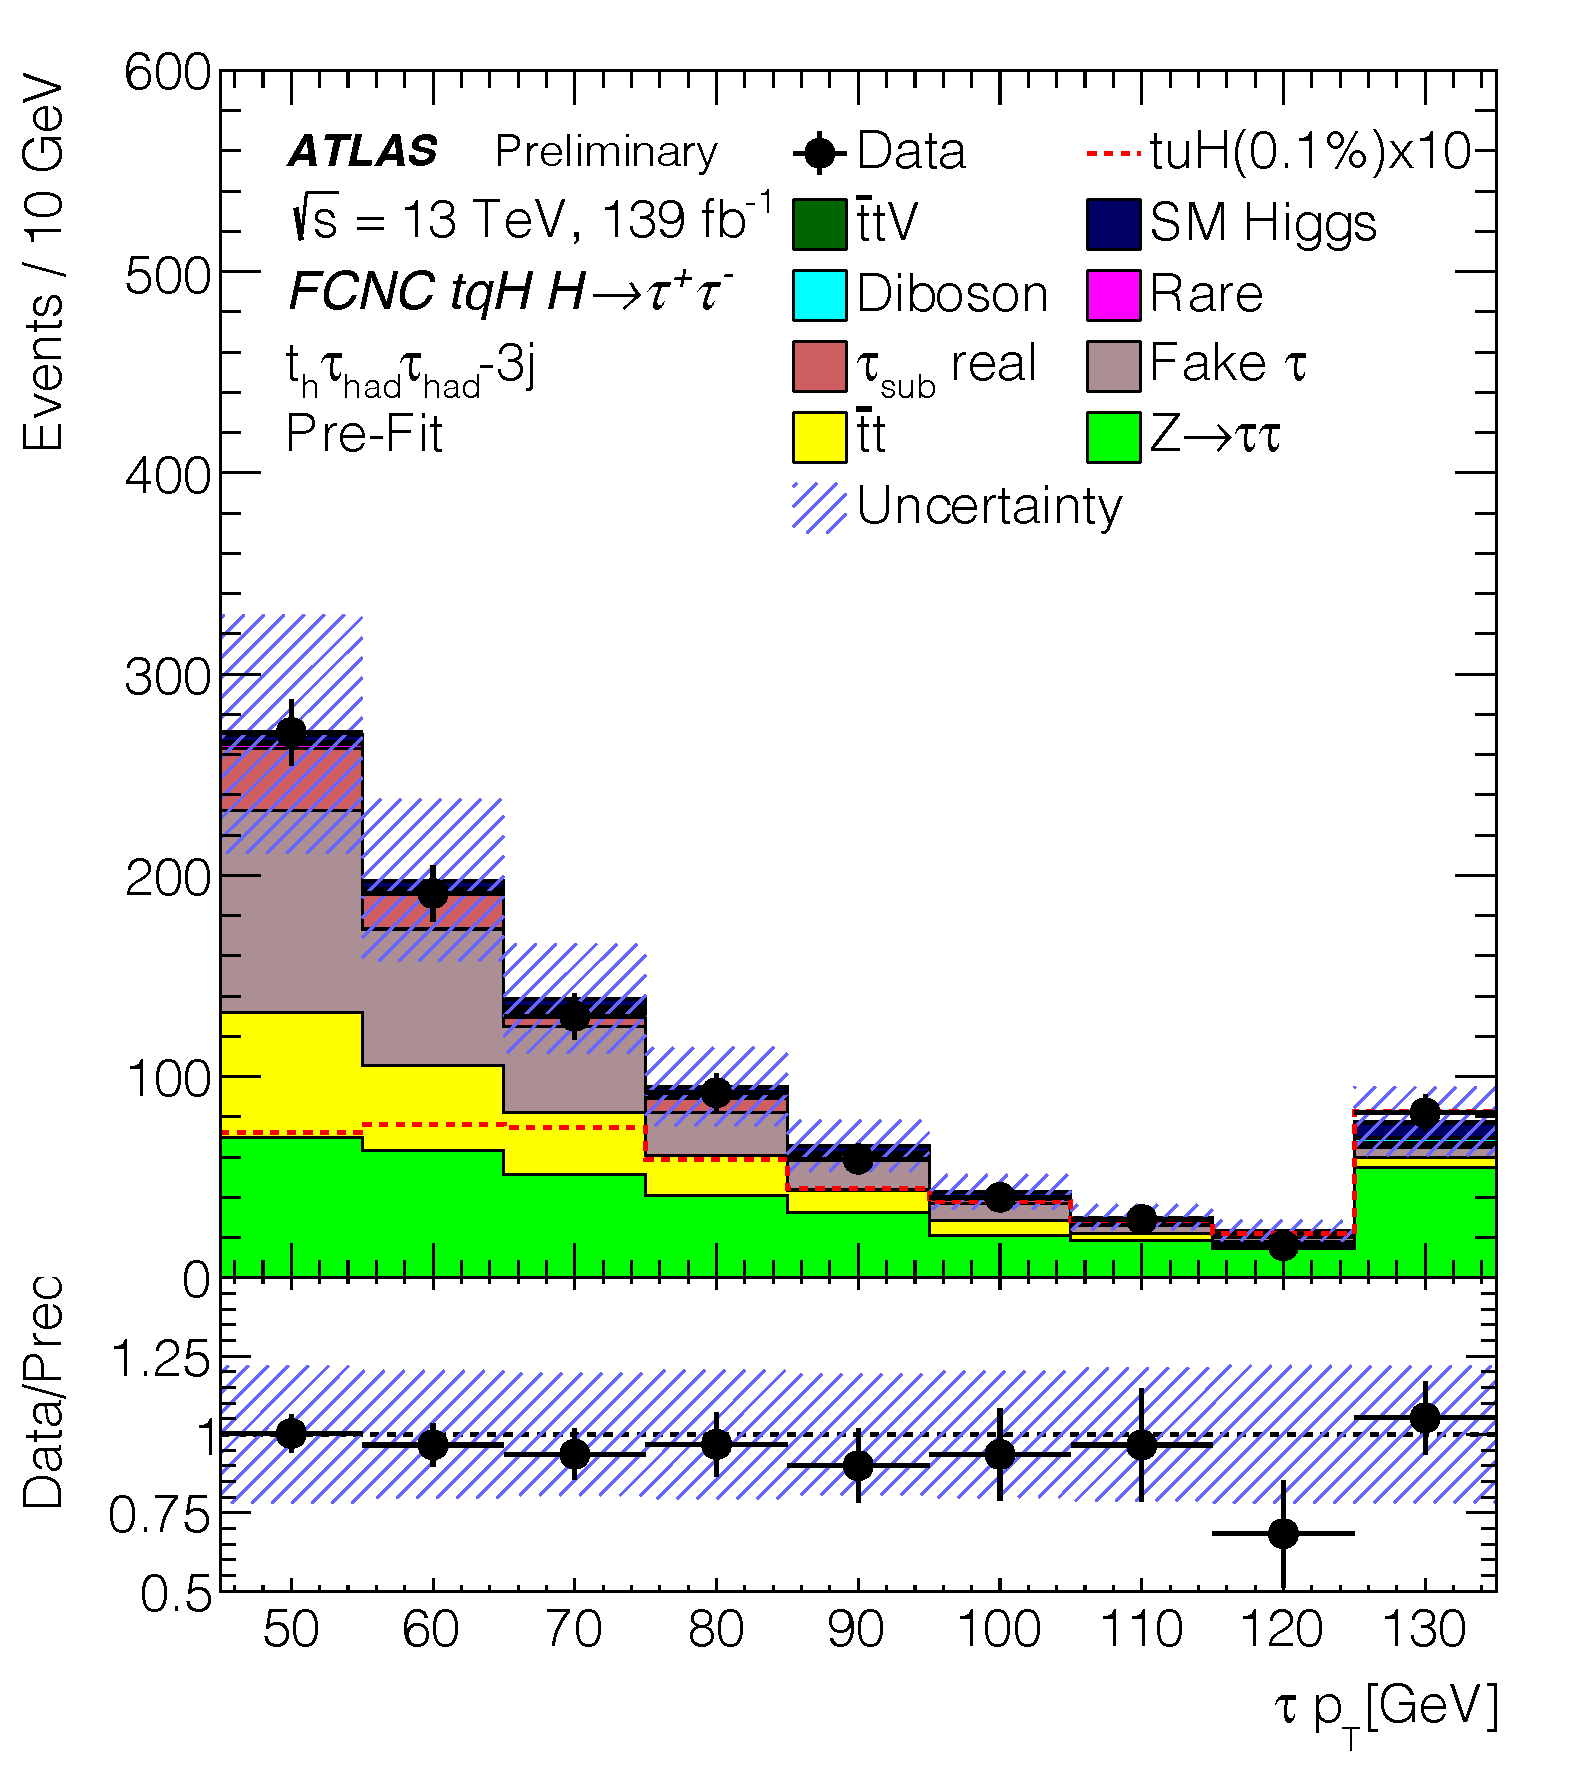 Events / 10 GeV
600
500
400
300
200
100
0
ATLAS Preliminary
√s = 13 TeV, 139 fb⁻¹
FCNC tqH H→τ⁺τ⁻
tₕτ_hadτ_had-3j
Pre-Fit
Data
tuH(0.1%)x10
t̄tV
SM Higgs
Diboson
Rare
τ_sub real
Fake τ
t̄t
Z→ττ
Uncertainty
Data/Prec
1.25
1
0.75
0.5
50 60 70 80 90 100 110 120 130
τ p_T[GeV]